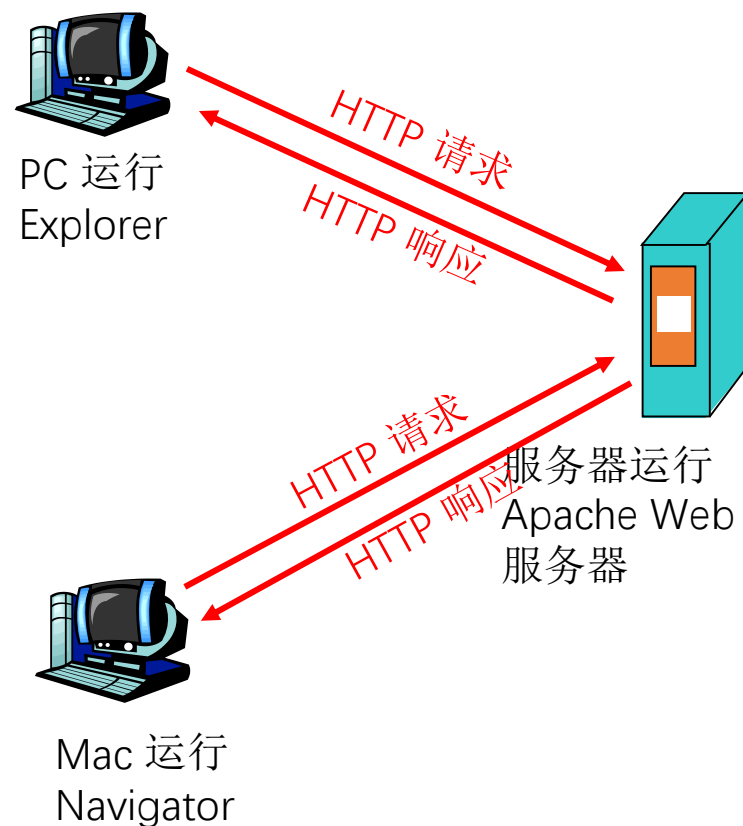 HTTP 请求
PC 运行
Explorer
HTTP 响应
HTTP 请求
服务器运行
HTTP 响应
Apache Web
服务器
Mac 运行
Navigator